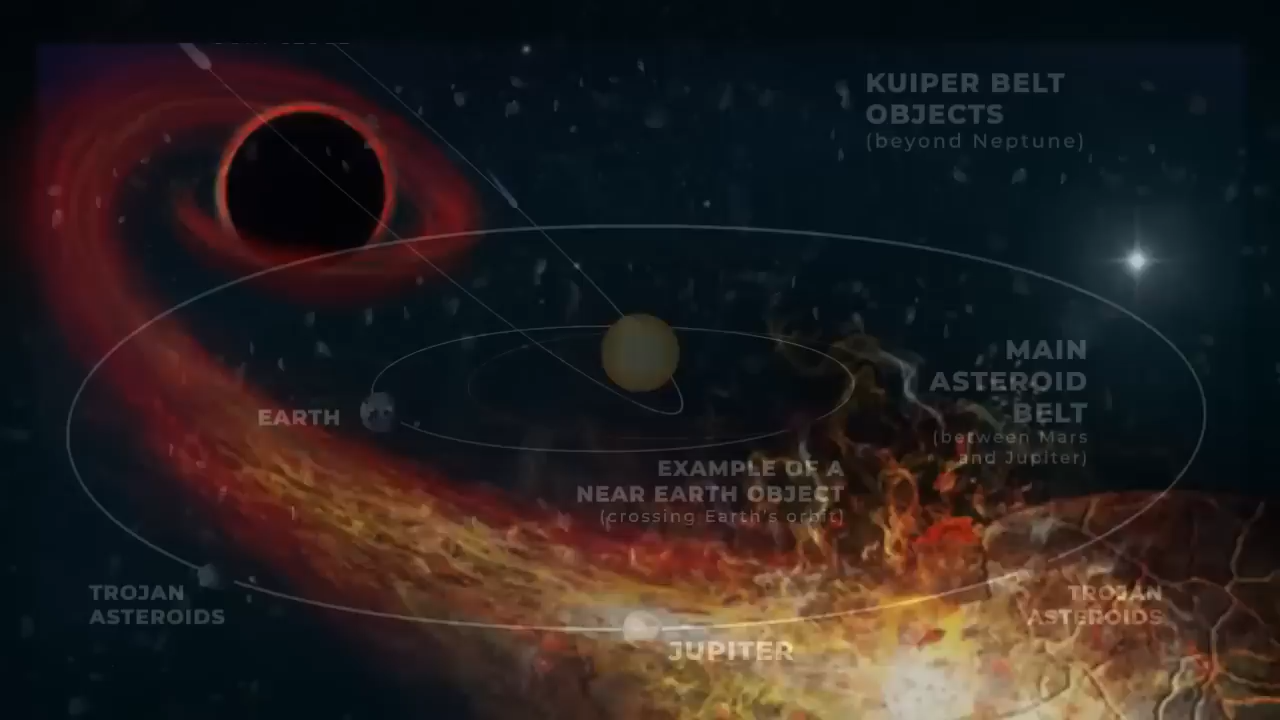 KUIPER BELT
OBJECTS
(beyond Neptune)
MAIN
ASTEROID
BELT
(between Mars
and Jupiter)
EARTH
EXAMPLE OF A
NEAR EARTH OBJECT
(crossing Earth's orbit)
TROJAN
ASTEROIDS
TROJAN
ASTEROIDS
JUPITER